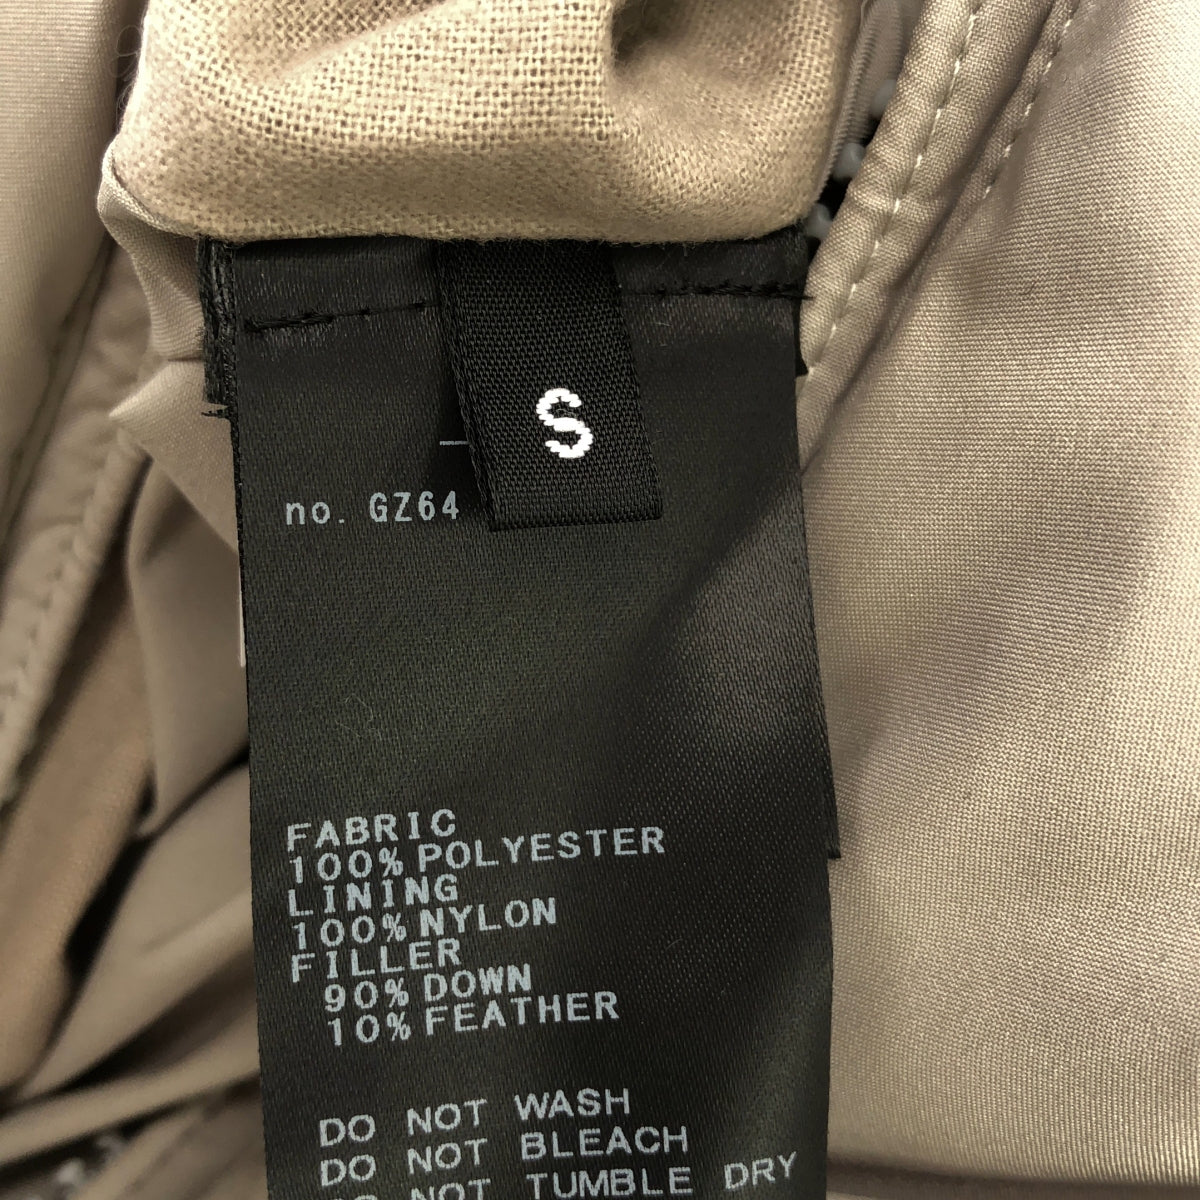 S
no. GZ64
FABRIC
100% POLYESTER
LINING
100% NYLON
FILLER
90% DOWN
10% FEATHER
DO NOT WASH
DO NOT BLEACH
DO NOT TUMBLE DRY